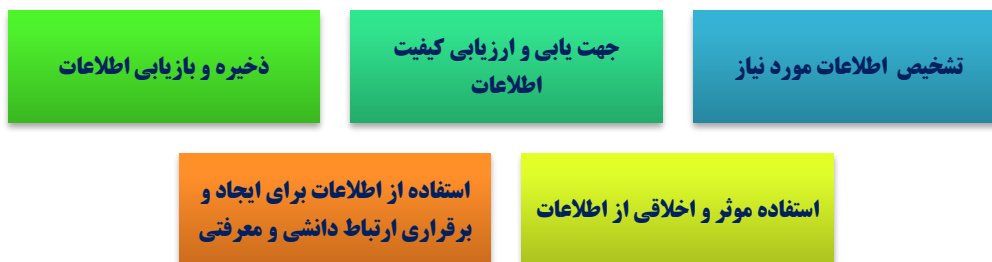 تشخیص اطلاعات مورد نیاز
جهت یابی و ارزیابی کیفیت
اطلاعات
ذخیره و بازیابی اطلاعات
استفاده موثر و اخلاقی از اطلاعات
استفاده از اطلاعات برای ایجاد و
برقراری ارتباط دانشی و معرفتی